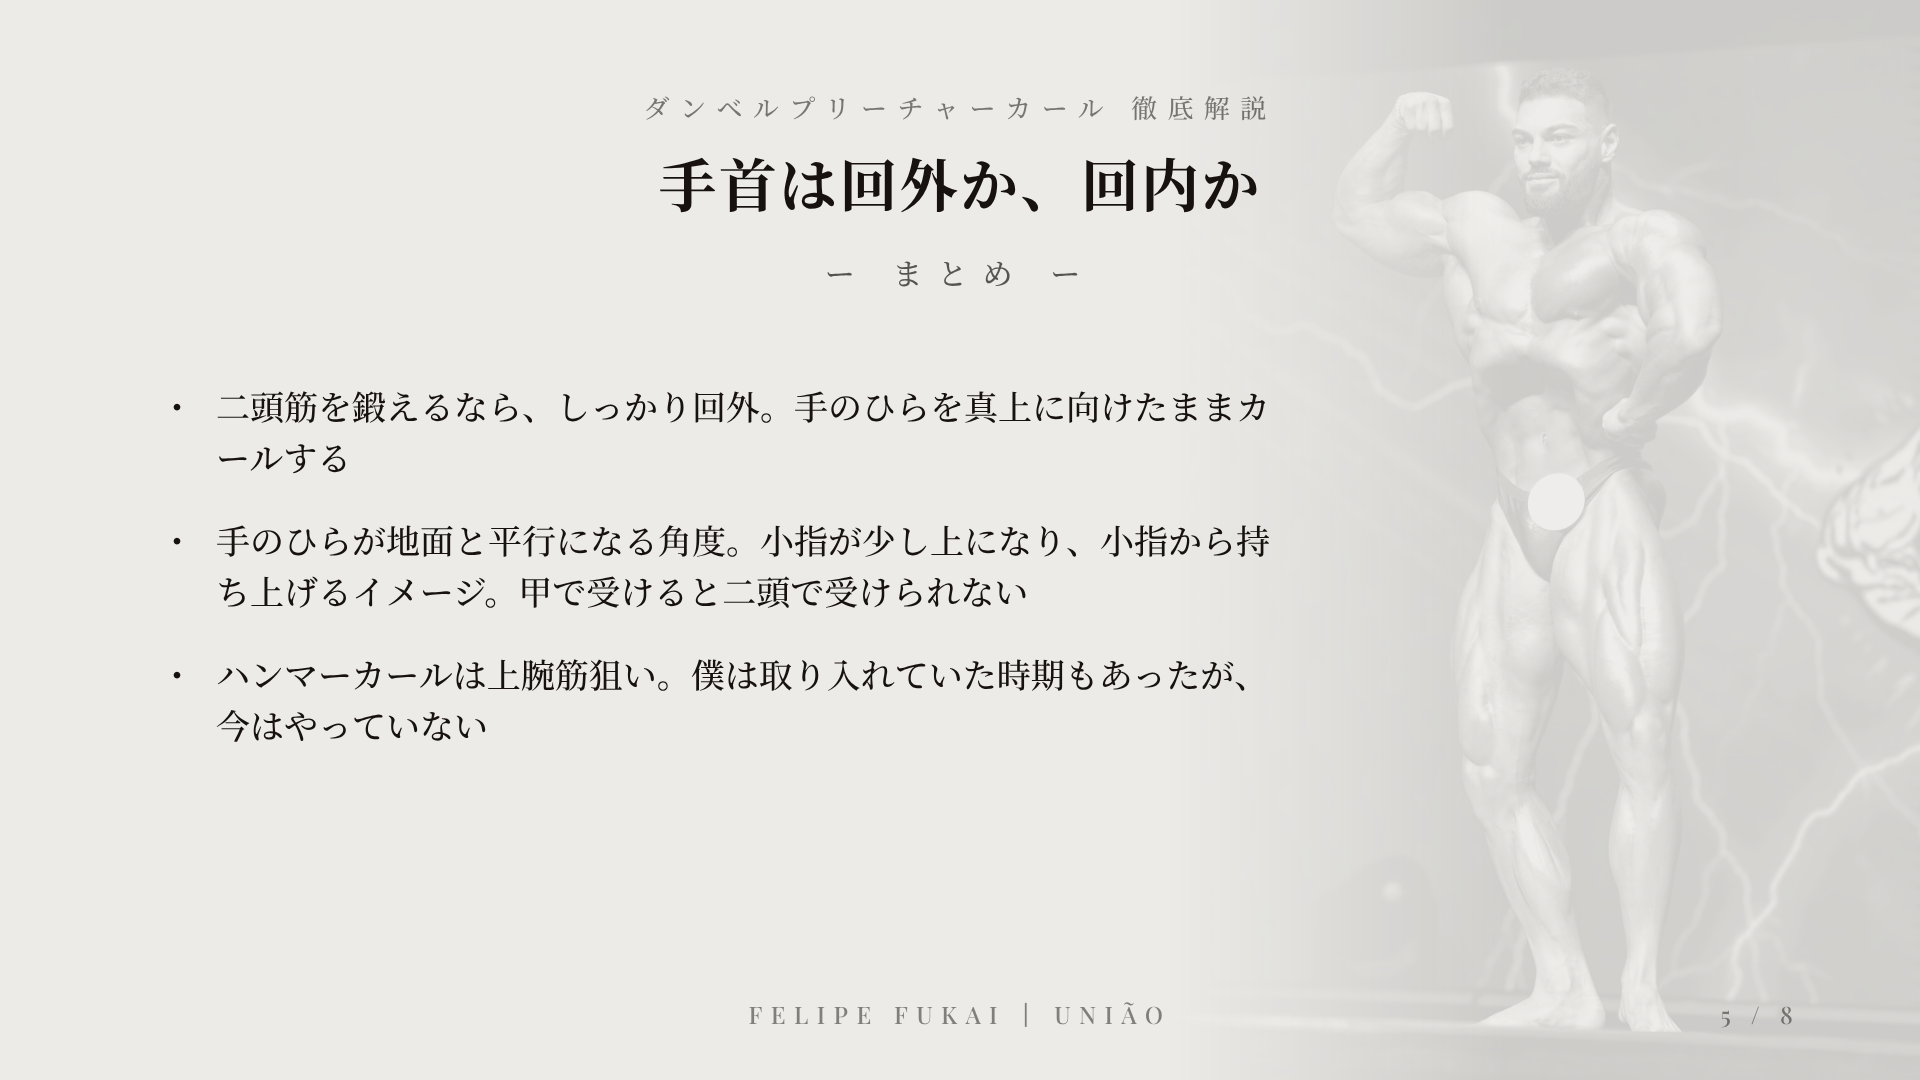 ダンベルプリーチャーカール 徹底解説
手首は回外か、回内か
ー まとめ ー
・ 二頭筋を鍛えるなら、しっかり回外。手のひらを真上に向けたままカ
ールする
・ 手のひらが地面と平行になる角度。小指が少し上になり、小指から持
ち上げるイメージ。甲で受けると二頭で受けられない
・ ハンマーカールは上腕筋狙い。僕は取り入れていた時期もあったが、
今はやっていない
FELIPE FUKAI | UNIÃO
5 / 8